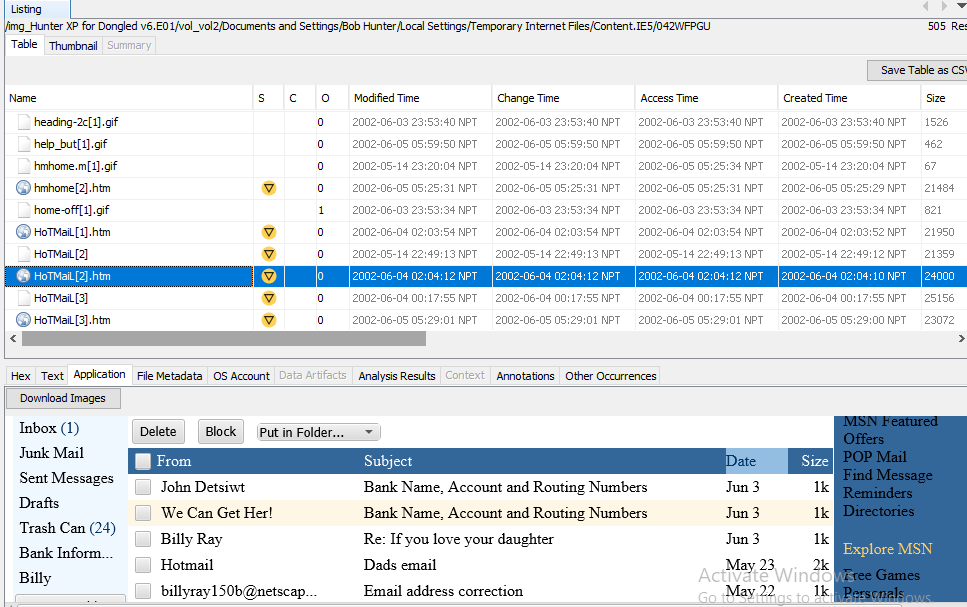 Listing
/img_Hunter XP for Dongled v6.E01/vol_vol2/Documents and Settings/Bob Hunter/Local Settings/Temporary Internet Files/Content.IE5/042WFPGU 505 Res
Table Thumbnail Summary
Save Table as CSV
Name S C O Modified Time Change Time Access Time Created Time Size
heading-2c[1].gif 0 2002-06-03 23:53:40 NPT 2002-06-03 23:53:40 NPT 2002-06-03 23:53:40 NPT 2002-06-03 23:53:40 NPT 1526
help_but[1].gif 0 2002-06-05 05:59:50 NPT 2002-06-05 05:59:50 NPT 2002-06-05 05:59:50 NPT 2002-06-05 05:59:50 NPT 462
hmhome.m[1].gif 0 2002-05-14 23:20:04 NPT 2002-05-14 23:20:04 NPT 2002-06-05 05:25:34 NPT 2002-05-14 23:20:04 NPT 67
hmhome[2].htm 0 2002-06-05 05:25:31 NPT 2002-06-05 05:25:31 NPT 2002-06-05 05:25:31 NPT 2002-06-05 05:25:29 NPT 21484
home-off[1].gif 1 2002-06-03 23:53:34 NPT 2002-06-03 23:53:34 NPT 2002-06-03 23:53:34 NPT 2002-06-03 23:53:34 NPT 821
HoTMaiL[1].htm 0 2002-06-04 02:03:54 NPT 2002-06-04 02:03:54 NPT 2002-06-04 02:03:54 NPT 2002-06-04 02:03:52 NPT 21950
HoTMaiL[2] 0 2002-05-14 22:49:13 NPT 2002-05-14 22:49:13 NPT 2002-05-14 22:49:13 NPT 2002-05-14 22:49:12 NPT 21359
HoTMaiL[2].htm 0 2002-06-04 02:04:12 NPT 2002-06-04 02:04:12 NPT 2002-06-04 02:04:12 NPT 2002-06-04 02:04:10 NPT 24000
HoTMaiL[3] 0 2002-06-04 00:17:55 NPT 2002-06-04 00:17:55 NPT 2002-06-04 00:17:55 NPT 2002-06-04 00:17:55 NPT 25156
HoTMaiL[3].htm 0 2002-06-05 05:29:01 NPT 2002-06-05 05:29:01 NPT 2002-06-05 05:29:01 NPT 2002-06-05 05:29:00 NPT 23072
Hex Text Application File Metadata OS Account Data Artifacts Analysis Results Context Annotations Other Occurrences
Download Images
Inbox (1)
Junk Mail
Sent Messages
Drafts
Trash Can (24)
Bank Inform...
Billy
Delete Block Put in Folder...
From Subject Date Size
John Detsiwt Bank Name, Account and Routing Numbers Jun 3 1k
We Can Get Her! Bank Name, Account and Routing Numbers Jun 3 1k
Billy Ray Re: If you love your daughter Jun 3 1k
Hotmail Dads email May 23 2k
billyray150b@netscap... Email address correction May 22 1k
MSN Featured
Offers
POP Mail
Find Message
Reminders
Directories
Explore MSN
Free Games
Personals
Activate Windows
Go to Settings to activate Windows.